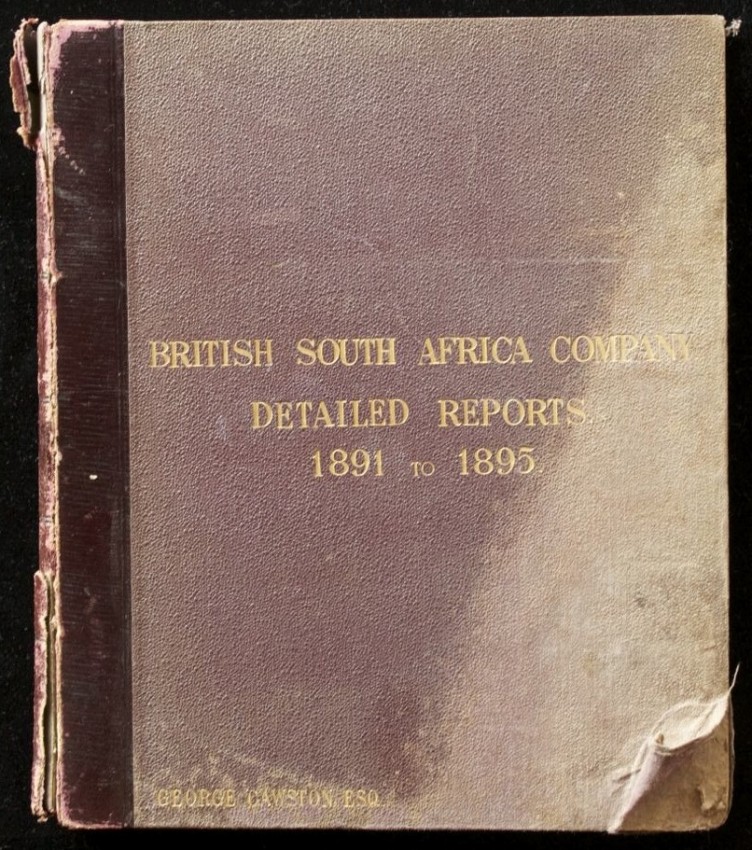 BRITISH SOUTH AFRICA COMPANY
DETAILED REPORTS.
1891 TO 1895.
GEORGE CAWSTON, ESQ.